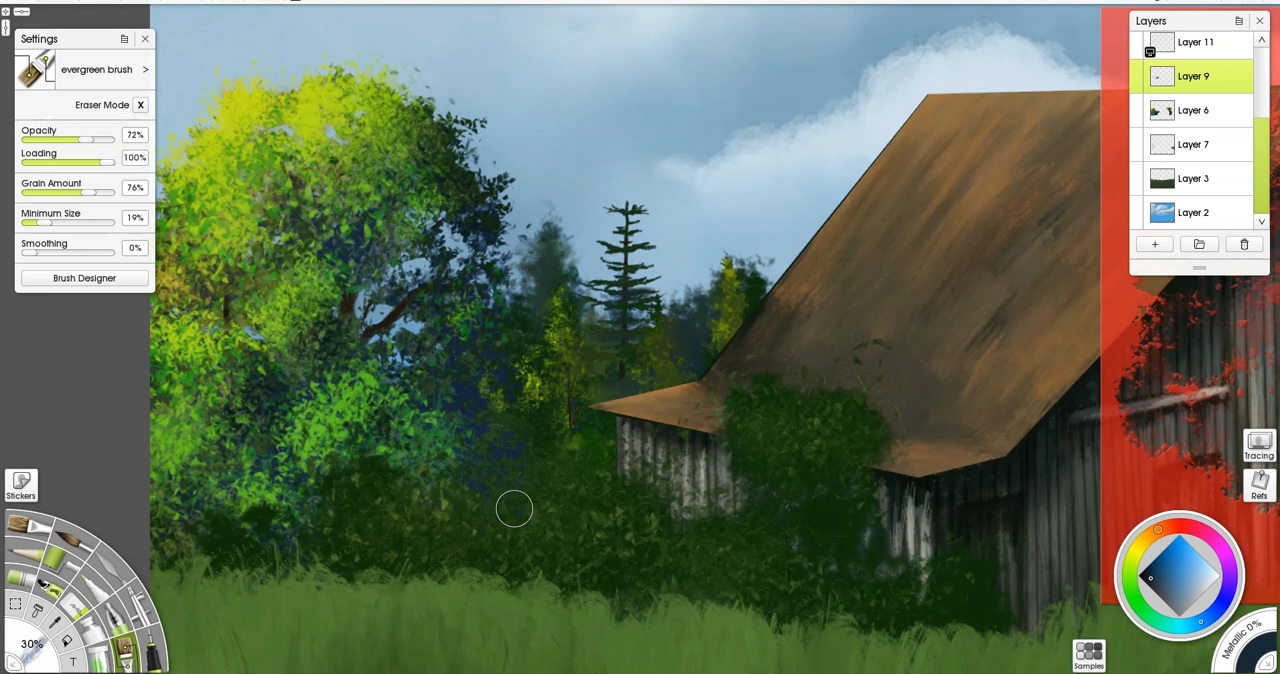 Settings
evergreen brush >
Eraser Mode X
Opacity 72%
Loading 100%
Grain Amount 76%
Minimum Size 19%
Smoothing 0%
Brush Designer
Stickers
30%
T
Layers
Layer 11
Layer 9
Layer 6
Layer 7
Layer 3
Layer 2
Tracing
Refs
Samples
Metallic 0%